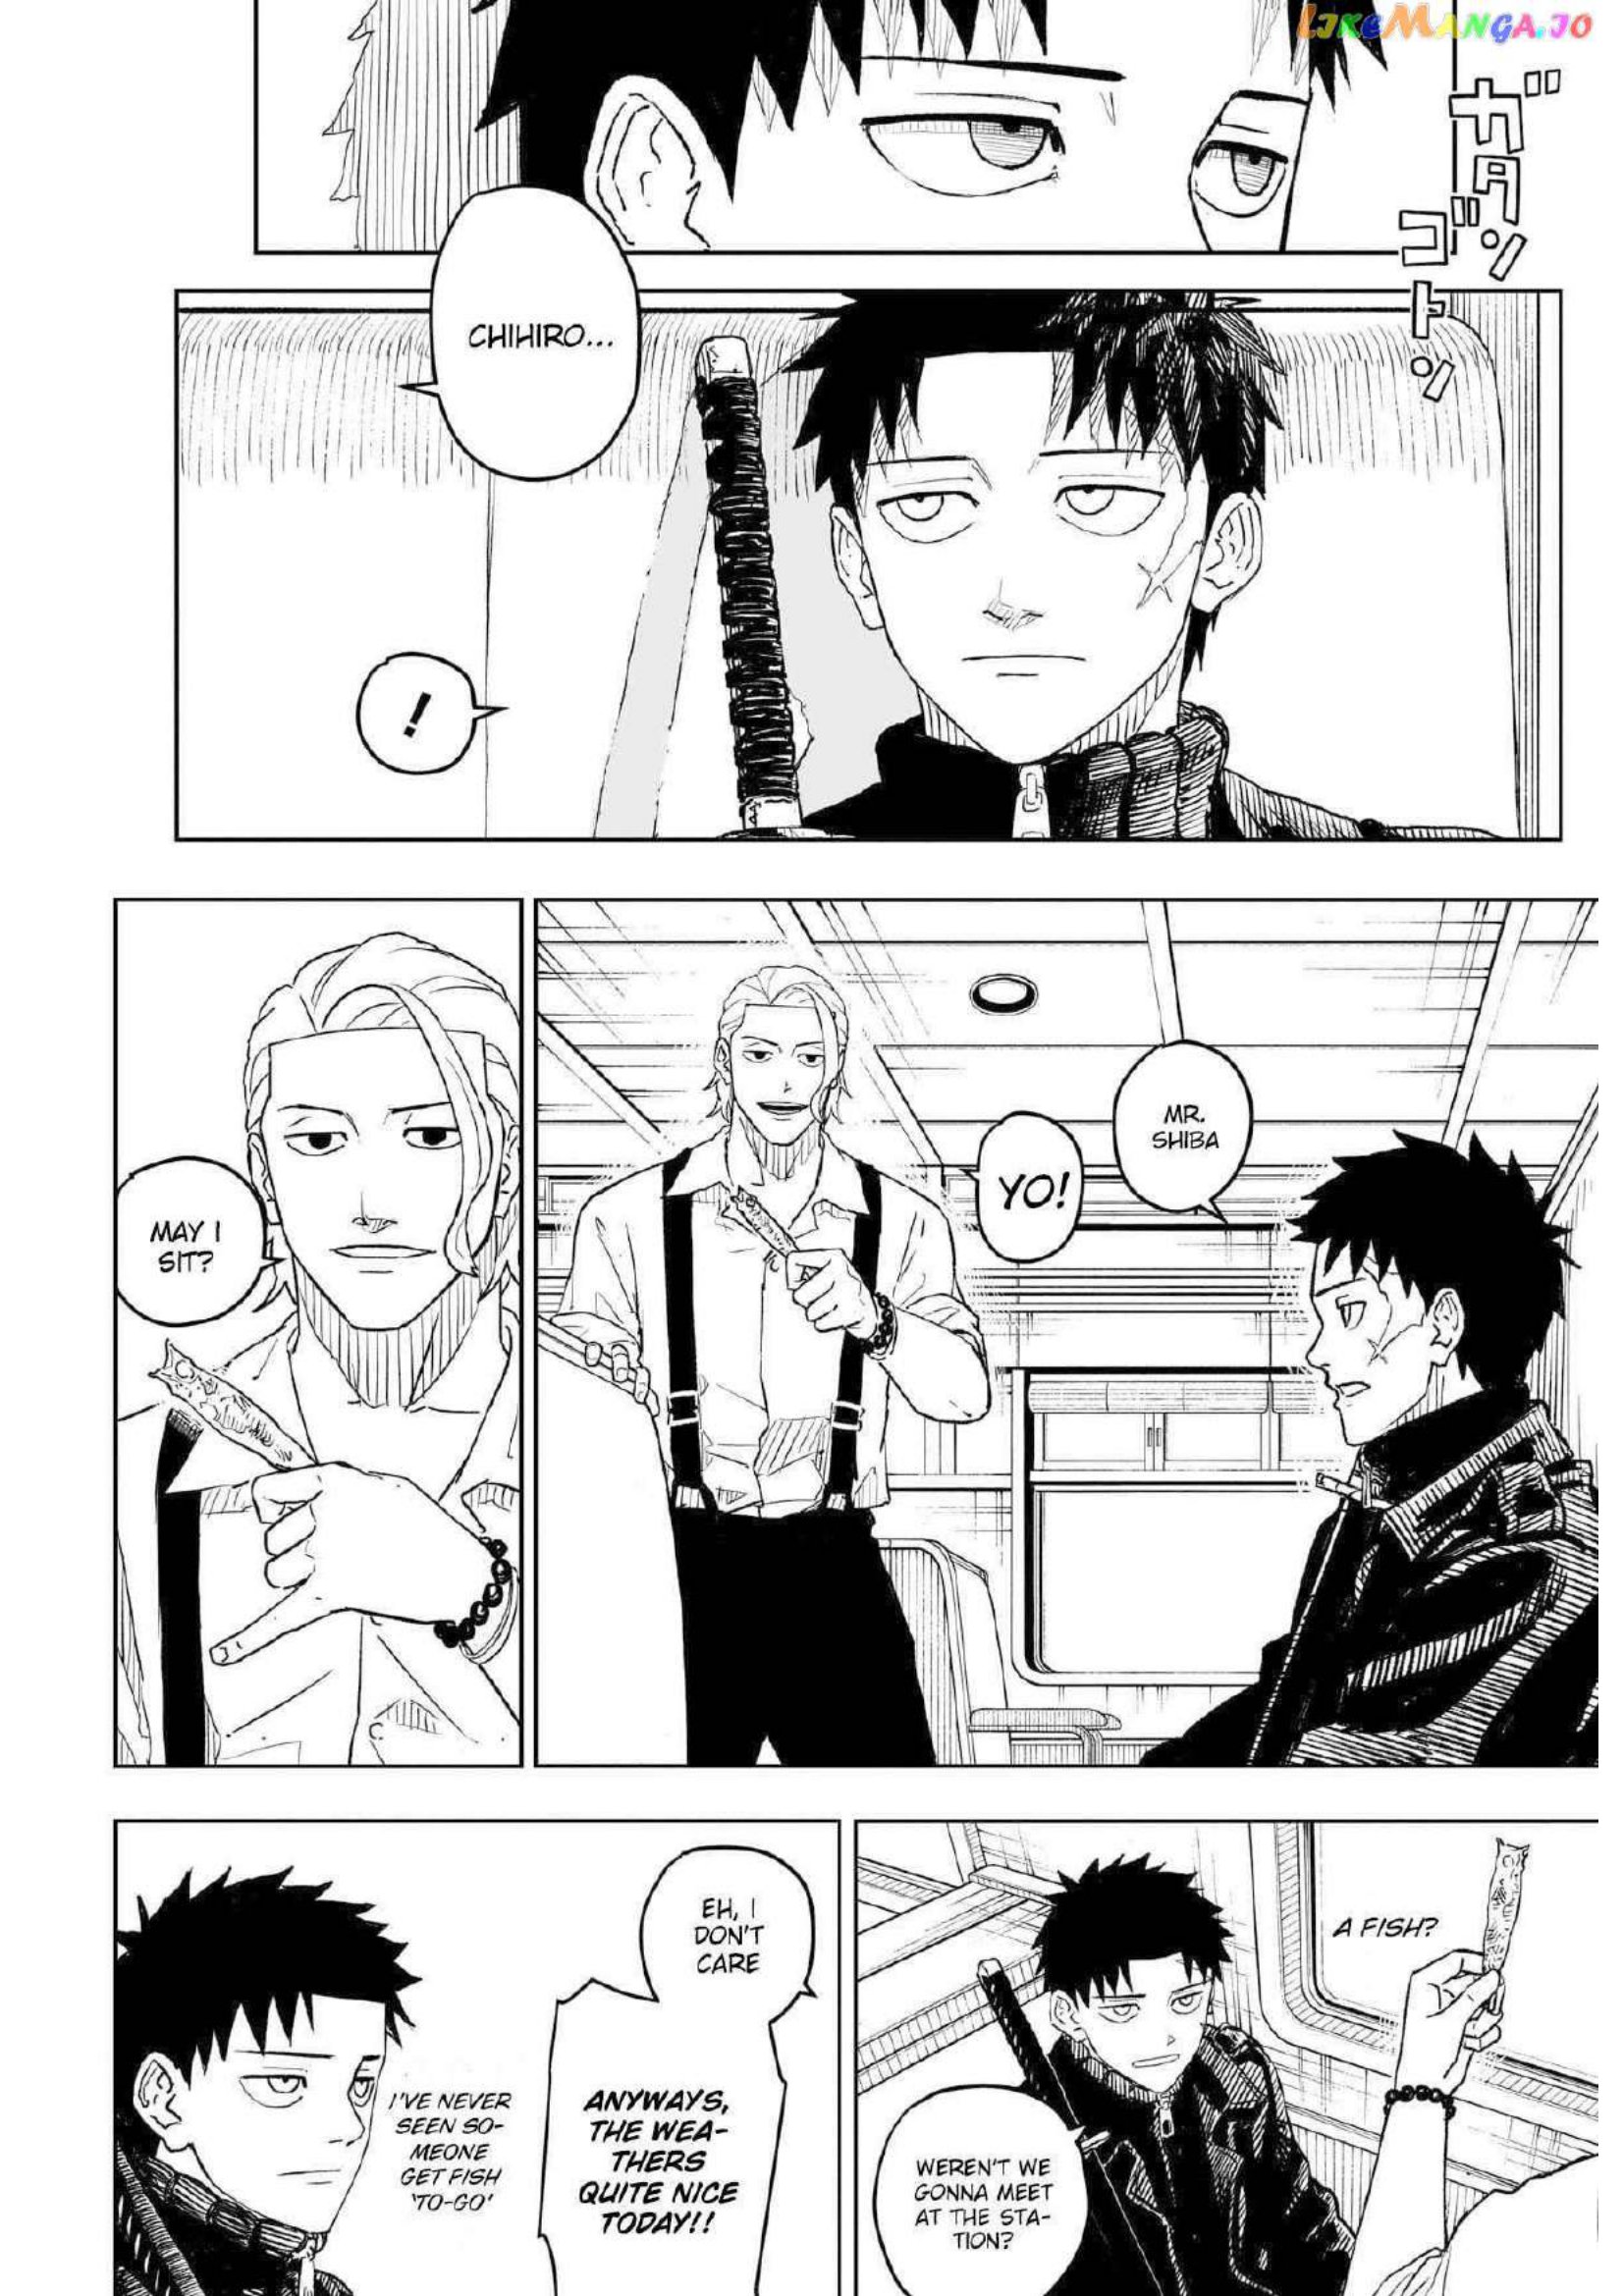 LIKEMANGA.IO
ガタン
ゴトン
CHIHIRO...
!
MR.
SHIBA
YO!
MAY I
SIT?
A FISH?
WEREN'T WE
GONNA MEET
AT THE STA-
TION?
EH, I
DON'T
CARE
ANYWAYS,
THE WEA-
THERS
QUITE NICE
TODAY!!
I'VE NEVER
SEEN SO-
MEONE
GET FISH
'TO-GO'